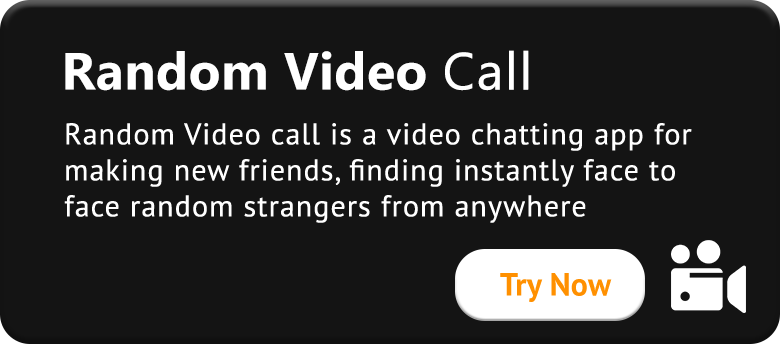 Random Video Call
Random Video call is a video chatting app for
making new friends, finding instantly face to
face random strangers from anywhere
Try Now